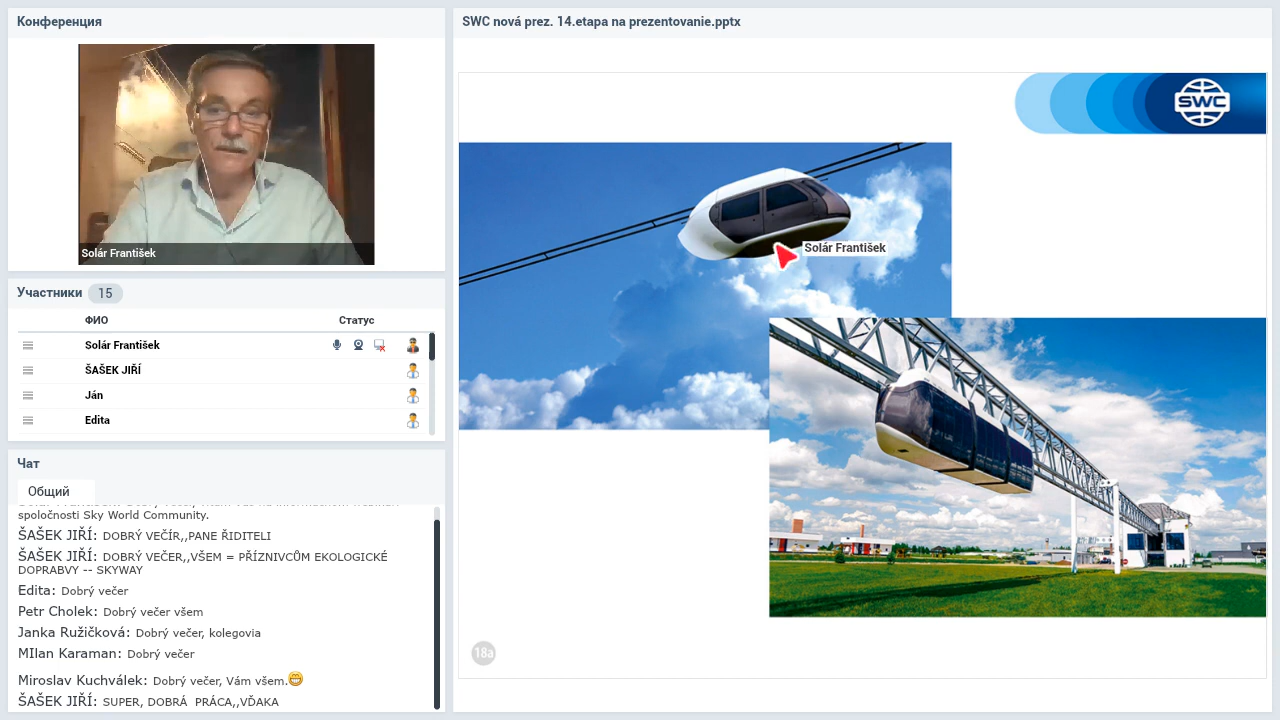 Конференция
Solár František
Участники 15
ФИО Статус
Solár František
ŠAŠEK JIŘÍ
Ján
Edita
Чат
Общий
spoločnosti Sky World Community.
ŠAŠEK JIŘÍ: DOBRÝ VEČÍR,,PANE ŘIDITELI
ŠAŠEK JIŘÍ: DOBRÝ VEČER,,VŠEM = PŘÍZNIVCŮM EKOLOGICKÉ
DOPRABVY -- SKYWAY
Edita: Dobrý večer
Petr Cholek: Dobrý večer všem
Janka Ružičková: Dobrý večer, kolegovia
MIlan Karaman: Dobrý večer
Miroslav Kuchválek: Dobrý večer, Vám všem.
ŠAŠEK JIŘÍ: SUPER, DOBRÁ PRÁCA,,VĎAKA
SWC nová prez. 14.etapa na prezentovanie.pptx
SWC
Solár František
18a